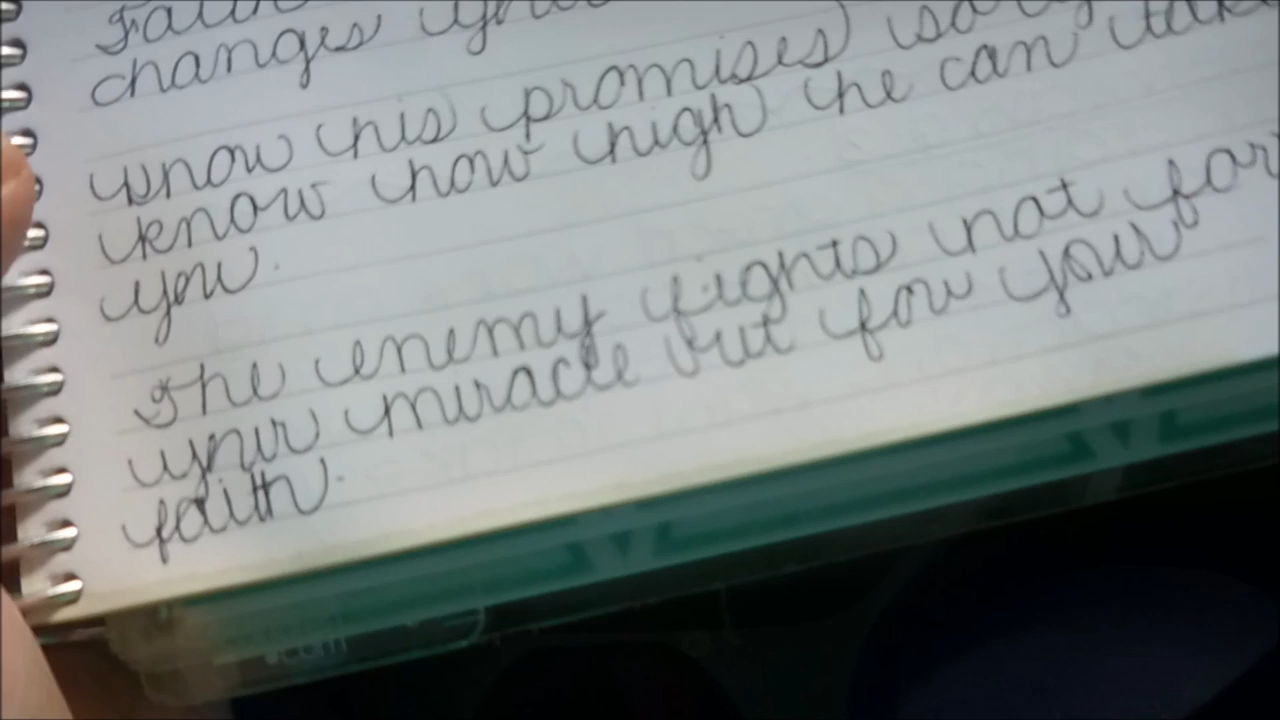 changes
Know his promises so
know how high he can
you.
The enemy fights not for
your miracle but for your
faith.